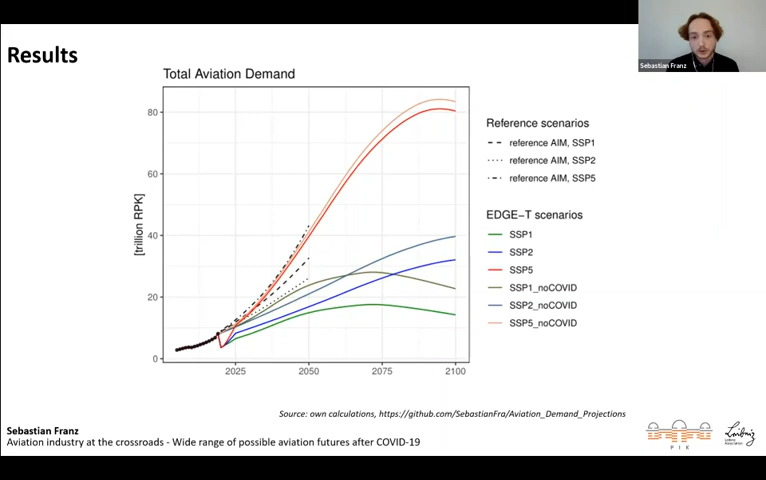 Results
Sebastian Franz
Total Aviation Demand
[trillion RPK]
80
60
40
20
0
2025
2050
2075
2100
Reference scenarios
reference AIM, SSP1
reference AIM, SSP2
reference AIM, SSP5
EDGE−T scenarios
SSP1
SSP2
SSP5
SSP1_noCOVID
SSP2_noCOVID
SSP5_noCOVID
Source: own calculations, https://github.com/SebastianFra/Aviation_Demand_Projections
Sebastian Franz
Aviation industry at the crossroads - Wide range of possible aviation futures after COVID-19
P I K
Leibniz